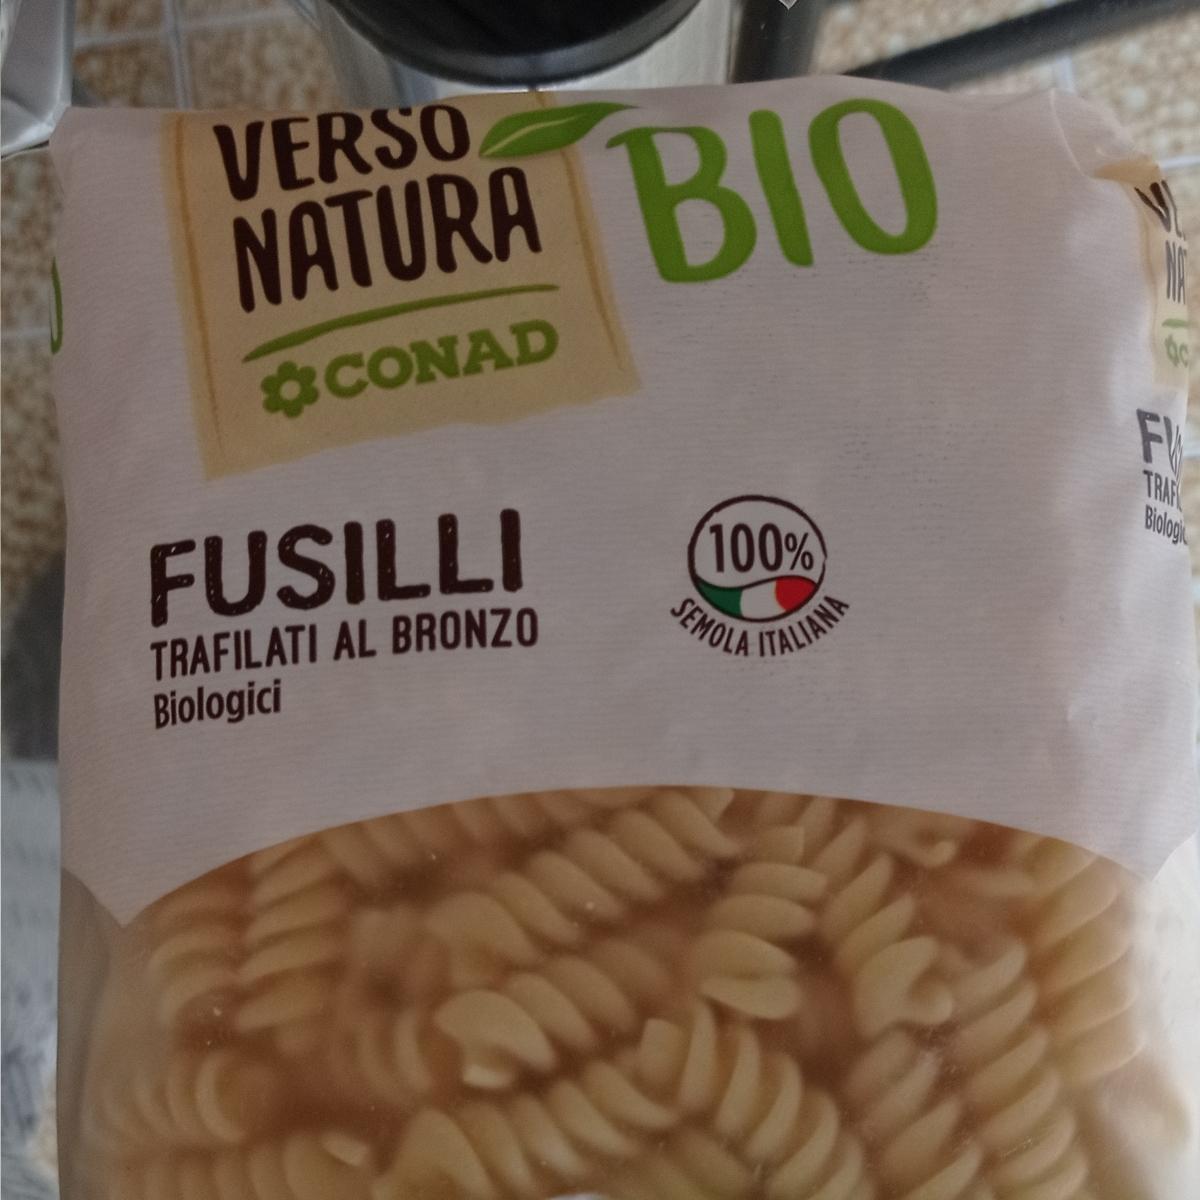 VERSO
NATURA
CONAD
BIO
FUSILLI
TRAFILATI AL BRONZO
Biologici
100%
SEMOLA ITALIANA